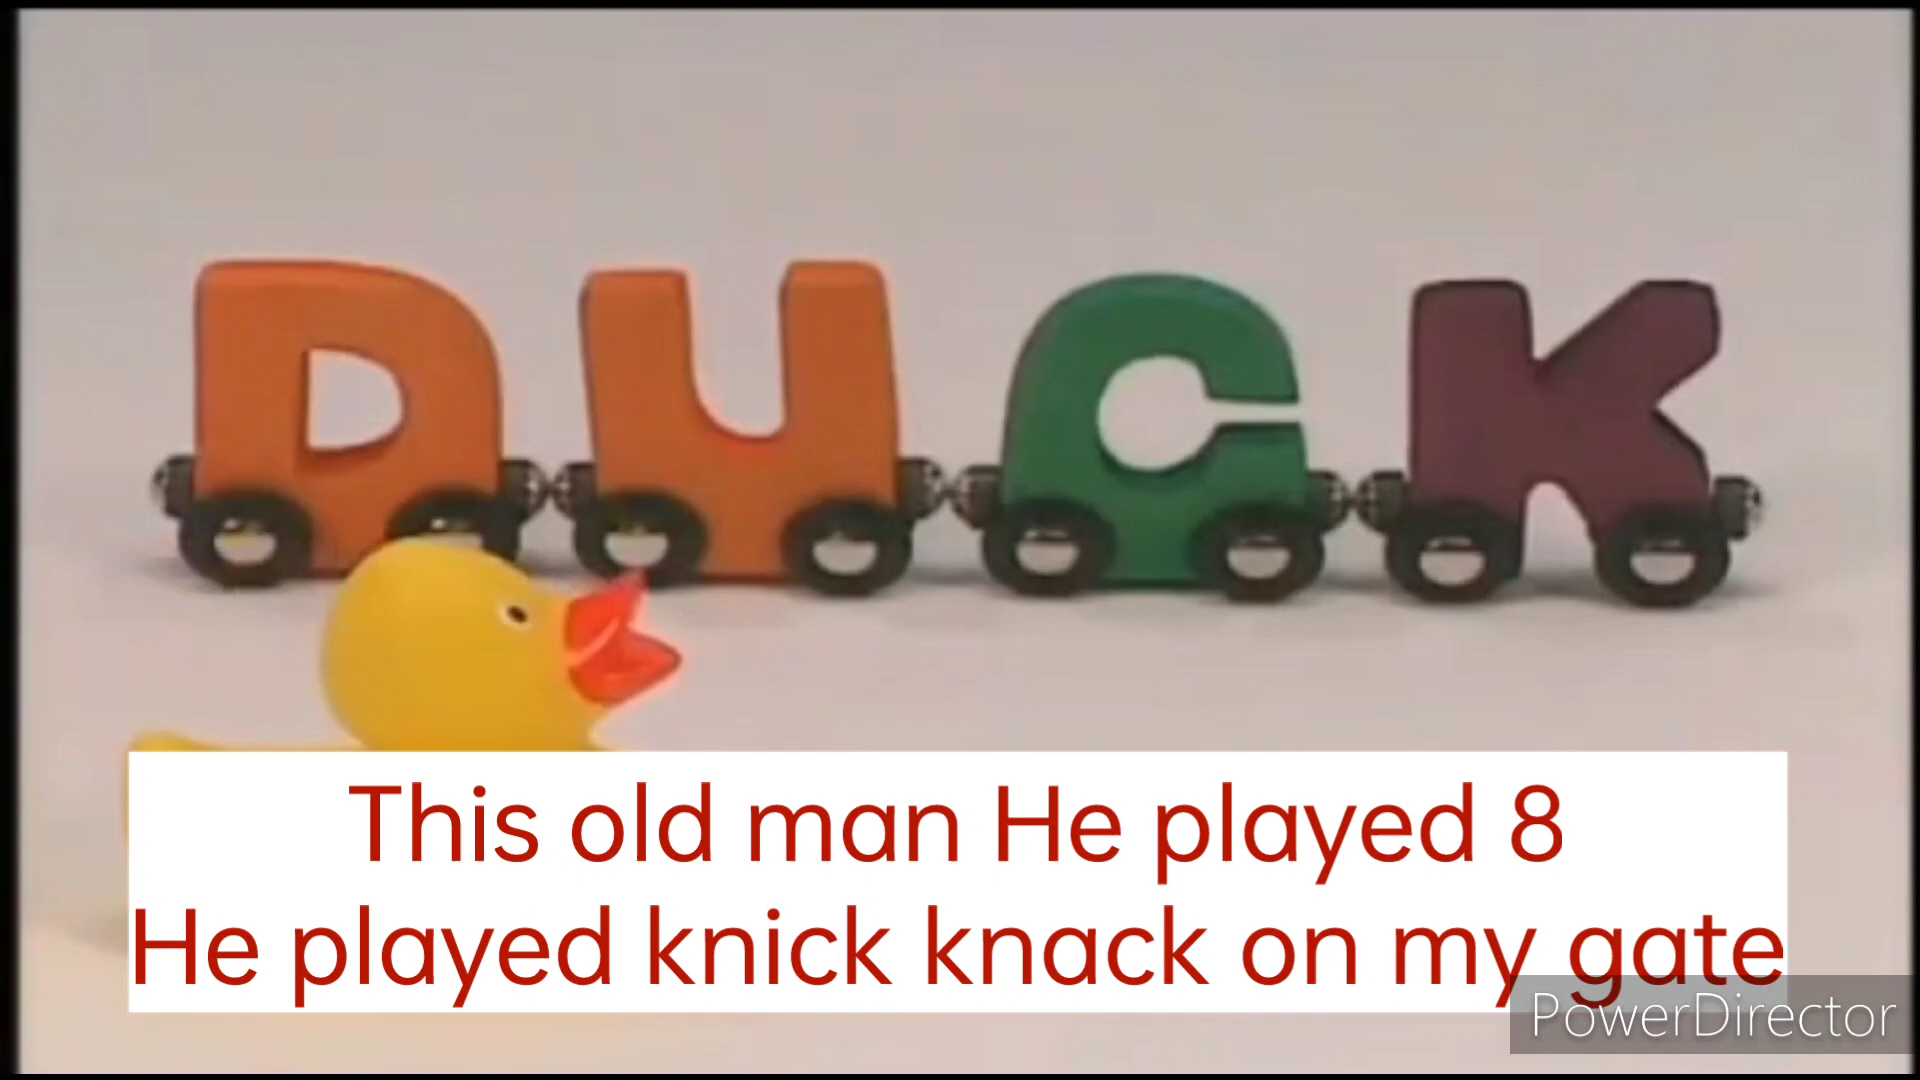 DUCK
This old man He played 8
He played knick knack on my gate
PowerDirector